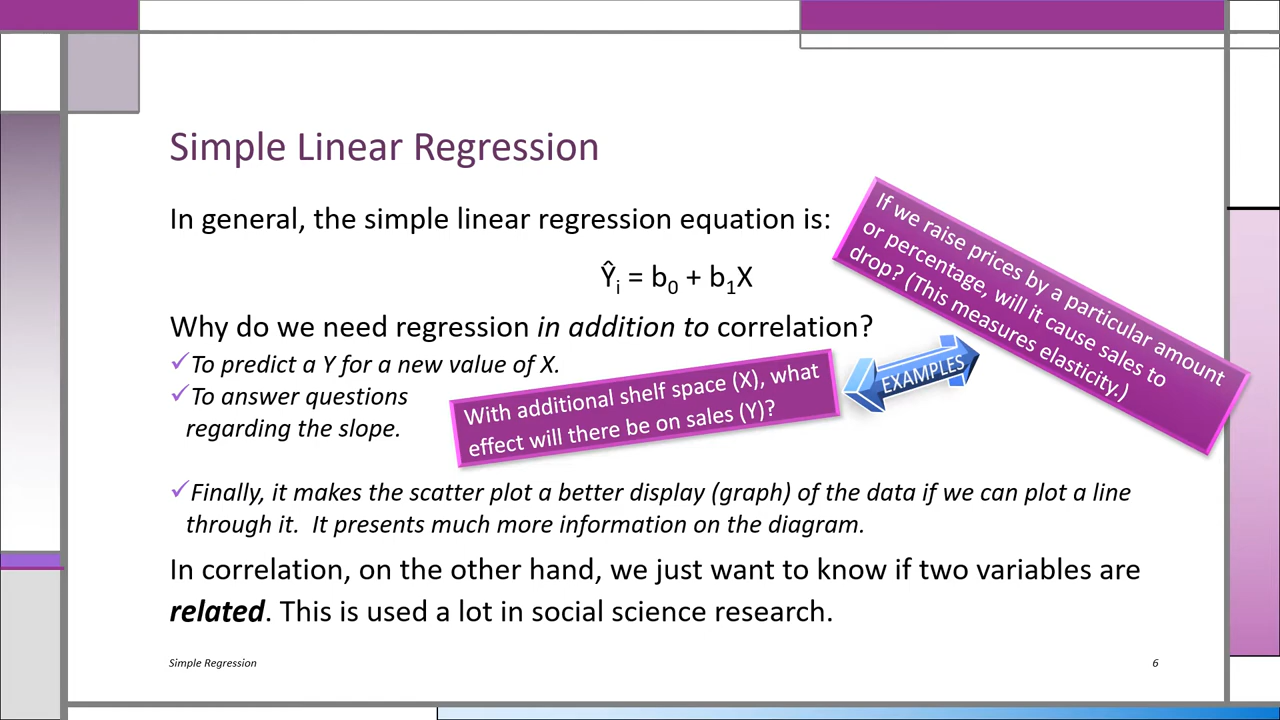 Simple Linear Regression
In general, the simple linear regression equation is:
Ŷi = b0 + b1X
Why do we need regression in addition to correlation?
✓To predict a Y for a new value of X.
✓To answer questions
regarding the slope.
With additional shelf space (X), what
effect will there be on sales (Y)?
EXAMPLES
If we raise prices by a particular amount
or percentage, will it cause sales to
drop? (This measures elasticity.)
✓Finally, it makes the scatter plot a better display (graph) of the data if we can plot a line
through it. It presents much more information on the diagram.
In correlation, on the other hand, we just want to know if two variables are
related. This is used a lot in social science research.
Simple Regression
6